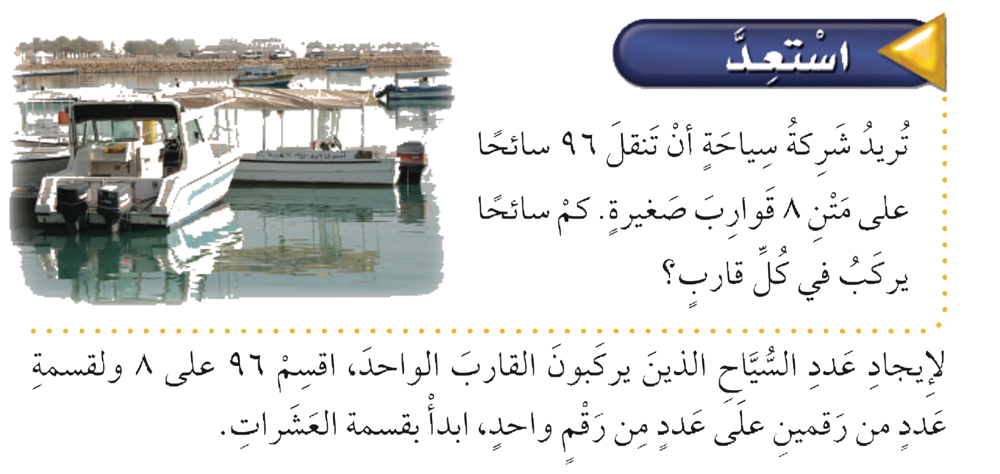 اسْتَعِدَّ
تُريدُ شَرِكةُ سِياحَةٍ أنْ تَنقلَ ٩٦ سائحًا
على مَتْنِ ٨ قَوارِبَ صَغيرةٍ. كمْ سائحًا
يركَبُ في كُلِّ قاربٍ؟
لإيجادِ عَددِ السُّيَّاحِ الذينَ يركَبونَ القاربَ الواحدَ، اقسِمْ ٩٦ على ٨ ولقسمةِ
عَددٍ من رَقمينِ علَى عَددٍ مِن رَقْمٍ واحدٍ، ابدأْ بقسمة العَشَراتِ.